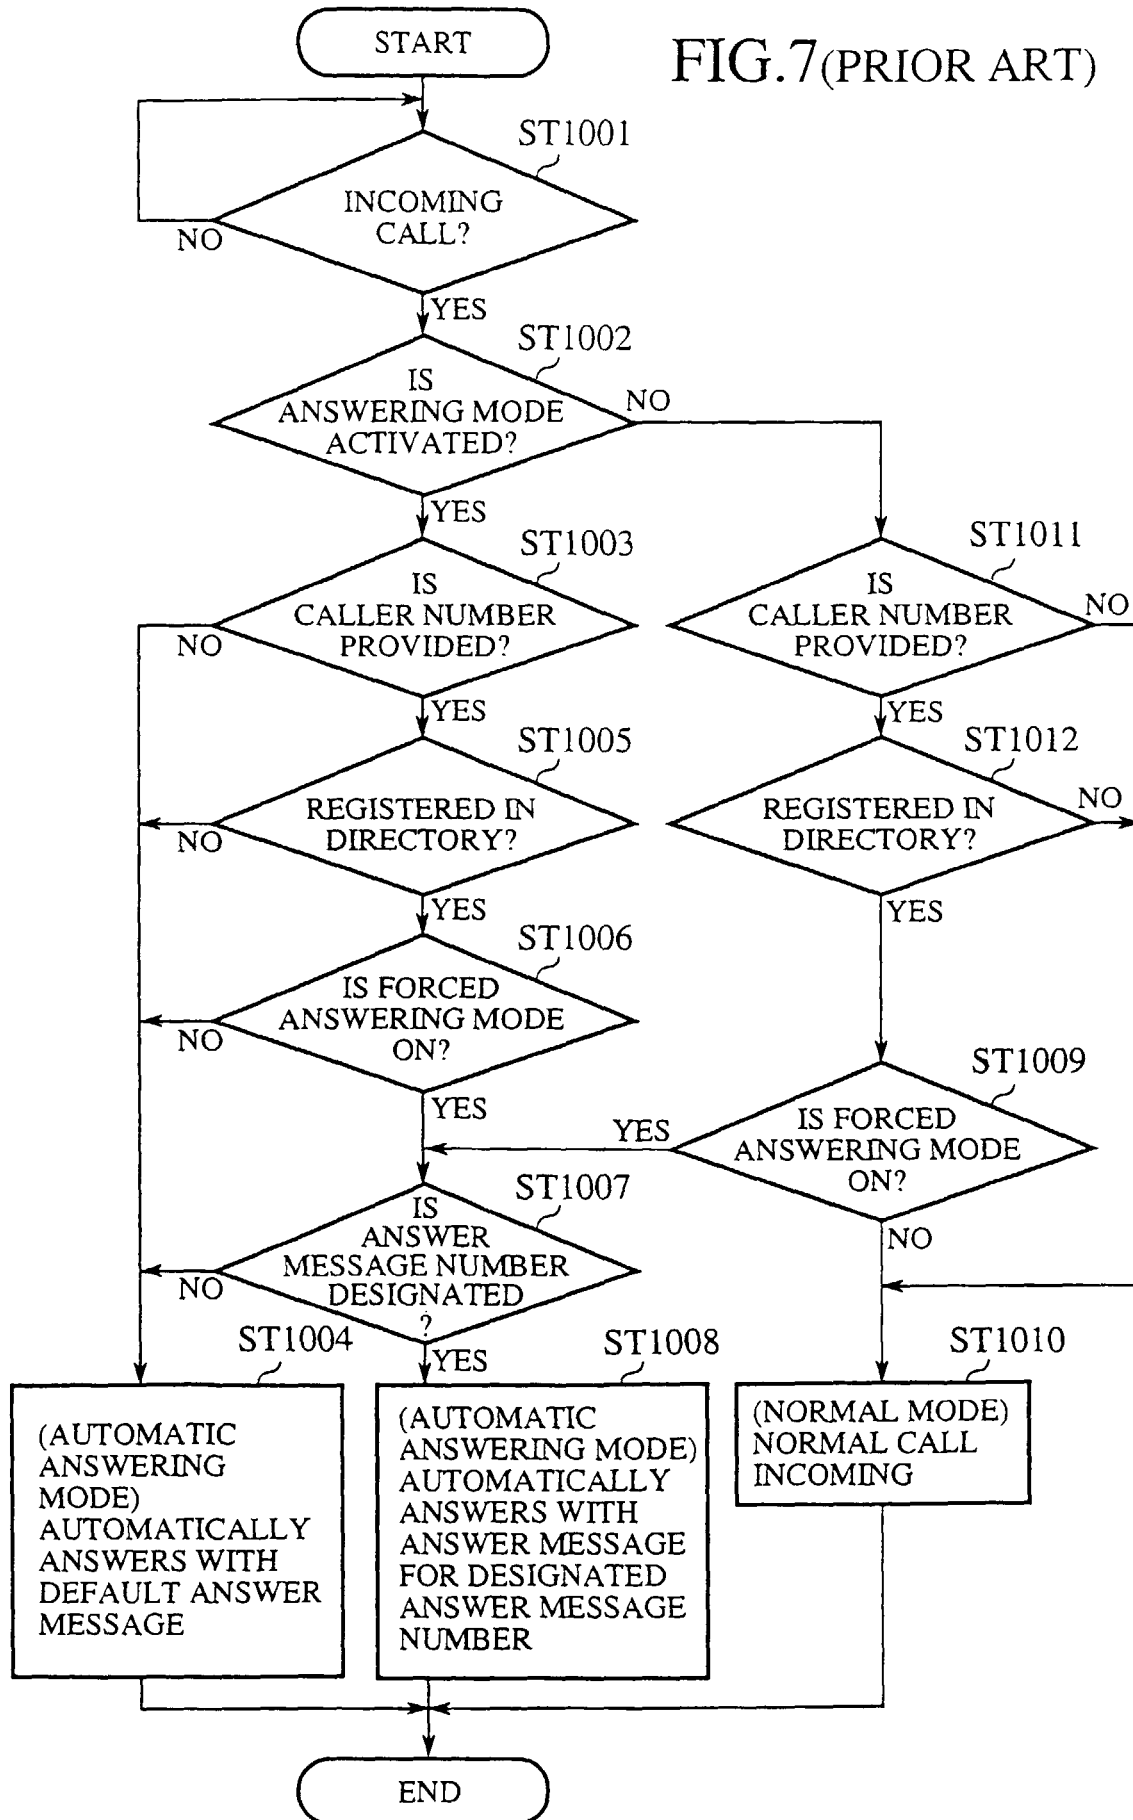 START
FIG.7(PRIOR ART)
ST1001
INCOMING
CALL?
NO
YES
ST1002
IS
ANSWERING MODE
ACTIVATED?
NO
YES
ST1003
IS
CALLER NUMBER
PROVIDED?
NO
YES
ST1011
IS
CALLER NUMBER
PROVIDED?
NO
YES
ST1005
REGISTERED IN
DIRECTORY?
NO
YES
ST1012
REGISTERED IN
DIRECTORY?
NO
YES
ST1006
IS FORCED
ANSWERING MODE
ON?
NO
YES
ST1009
IS FORCED
ANSWERING MODE
ON?
YES
NO
ST1007
IS
ANSWER
MESSAGE NUMBER
DESIGNATED
?
NO
YES
ST1004
(AUTOMATIC
ANSWERING
MODE)
AUTOMATICALLY
ANSWERS WITH
DEFAULT ANSWER
MESSAGE
ST1008
(AUTOMATIC
ANSWERING MODE)
AUTOMATICALLY
ANSWERS WITH
ANSWER MESSAGE
FOR DESIGNATED
ANSWER MESSAGE
NUMBER
ST1010
(NORMAL MODE)
NORMAL CALL
INCOMING
END